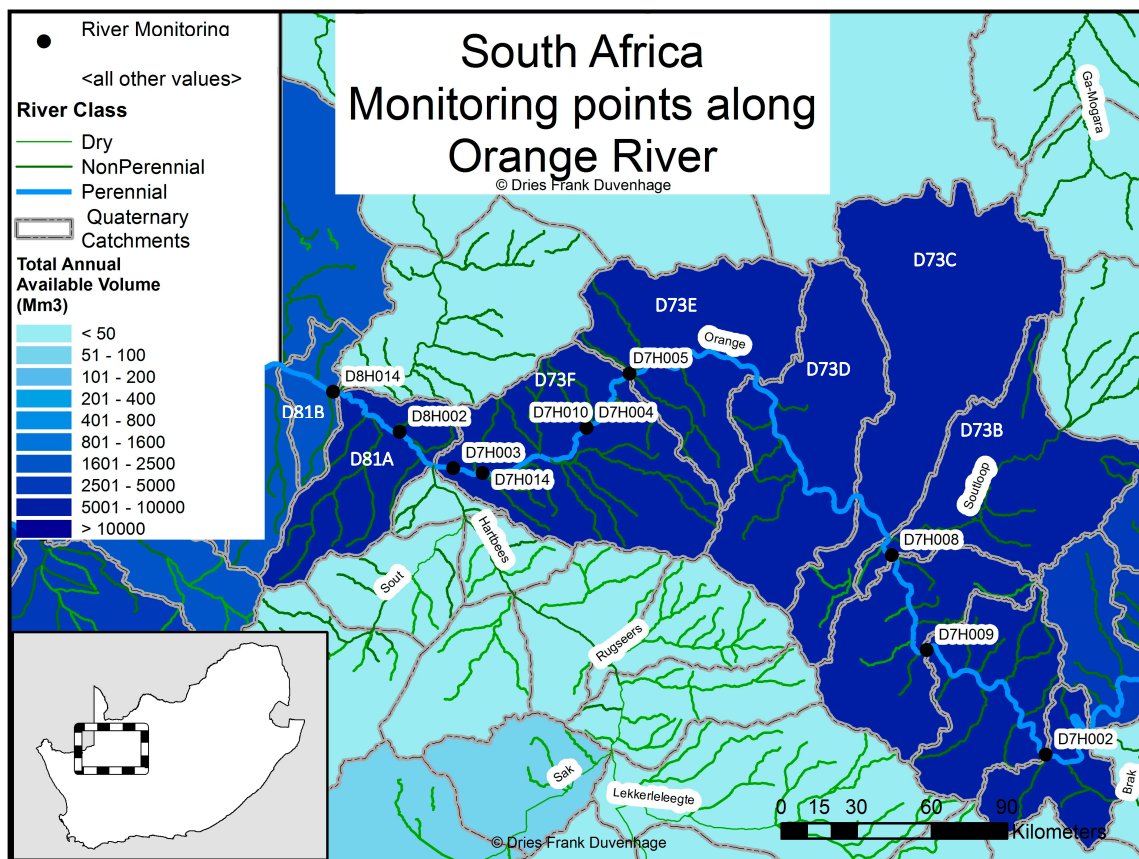 River Monitoring
<all other values>
River Class
Dry
NonPerennial
Perennial
Quaternary
Catchments
Total Annual
Available Volume
(Mm3)
< 50
51 - 100
101 - 200
201 - 400
401 - 800
801 - 1600
1601 - 2500
2501 - 5000
5001 - 10000
> 10000
South Africa
Monitoring points along
Orange River
© Dries Frank Duvenhage
Ga-Mogara
D73C
D73E
Orange
D7H005
D73D
D73F
D8H014
D81B
D8H002
D7H010
D7H004
D73B
D81A
D7H003
D7H014
Soutloop
Hartbees
D7H008
Sout
Rugseers
D7H009
D7H002
Sak
Lekkerleleegte
Brak
0 15 30 60 90
Kilometers
© Dries Frank Duvenhage